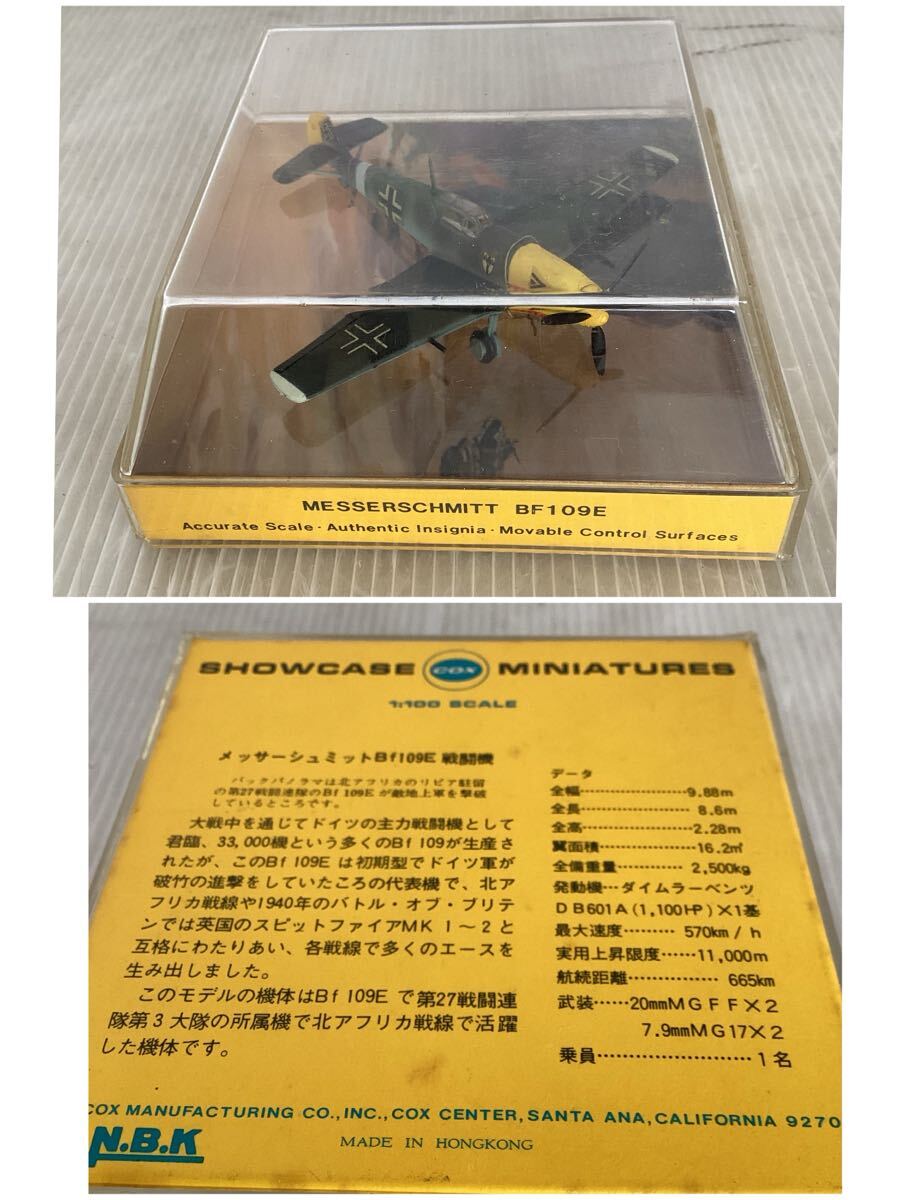 MESSERSCHMITT BF109E
Accurate Scale・Authentic Insignia・Movable Control Surfaces
SHOWCASE COX MINIATURES
1:100 SCALE
メッサーシュミットBf109E 戦闘機
バックパノラマは北アフリカのリビア駐留
の第27戦闘連隊のBf 109E が敵地上軍を撃破
しているところです。
大戦中を通じてドイツの主力戦闘機として
君臨、33,000機という多くのBf 109が生産さ
れたが、このBf 109E は初期型でドイツ軍が
破竹の進撃をしていたころの代表機で、北ア
フリカ戦線や1940年のバトル・オブ・ブリテ
ンでは英国のスピットファイアMK 1〜2と
互格にわたりあい、各戦線で多くのエースを
生み出しました。
このモデルの機体はBf 109E で第27戦闘連
隊第3大隊の所属機で北アフリカ戦線で活躍
した機体です。
データ
全幅………………9.88m
全長………………8.6m
全高………………2.28m
翼面積………………16.2㎡
全備重量…………2,500kg
発動機…ダイムラーベンツ
DB601A (1,100HP)×1基
最大速度………570km/h
実用上昇限度……11,000m
航続距離…………665km
武装……20mmMGFF×2
7.9mmMG17×2
乗員……………………1名
COX MANUFACTURING CO., INC., COX CENTER, SANTA ANA, CALIFORNIA 9270
N.B.K
MADE IN HONGKONG